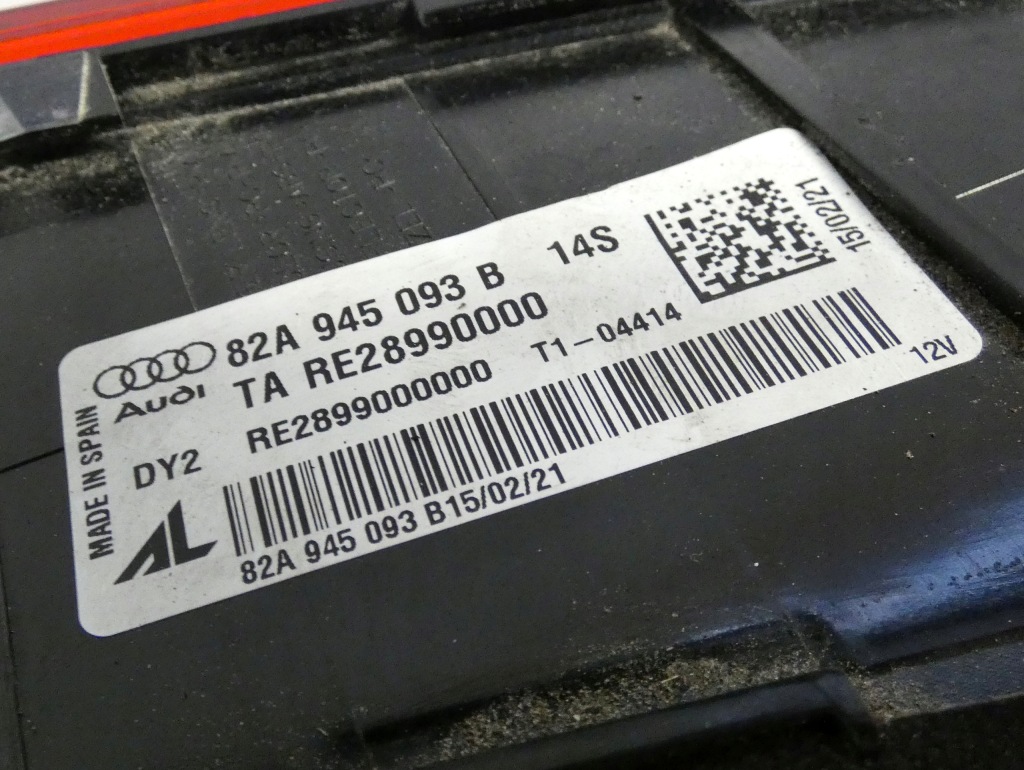 82A 945 093 B 14S
15/02/21
Audi
TA RE28990000
RE2899000000 T1-04414
12V
MADE IN SPAIN
DY2
AL
82A 945 093 B15/02/21